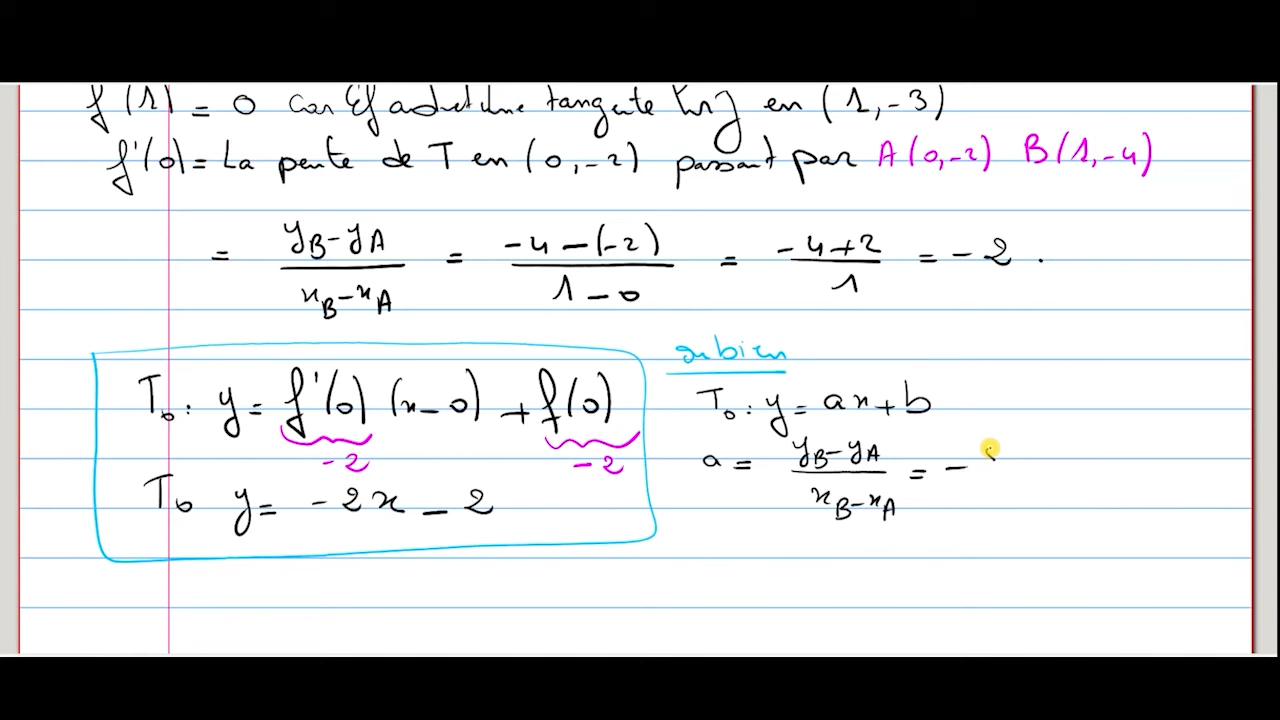 f'(1) = 0 car Cf admet une tangente en (1, -3)
f'(0) = La pente de T en (0, -2) passant par A(0, -2) B(1, -4)
= (yB - yA)/(xB - xA) = (-4 - (-2))/(1 - 0) = (-4 + 2)/1 = -2 .
T0 : y = f'(0) (x - 0) + f(0)
-2 -2
T0 y = -2x - 2
ou bien
T0 : y = ax + b
a = (yB - yA)/(xB - xA) = -